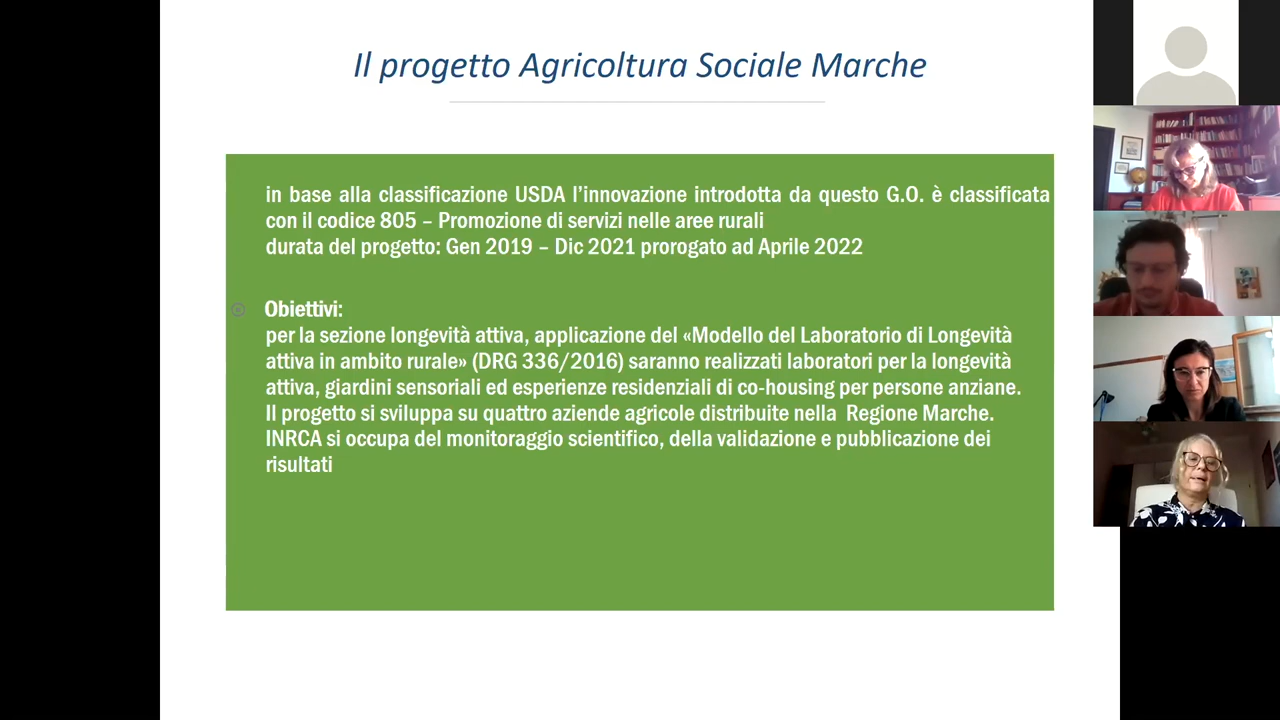 Il progetto Agricoltura Sociale Marche
in base alla classificazione USDA l’innovazione introdotta da questo G.O. è classificata
con il codice 805 – Promozione di servizi nelle aree rurali
durata del progetto: Gen 2019 – Dic 2021 prorogato ad Aprile 2022
Obiettivi:
per la sezione longevità attiva, applicazione del «Modello del Laboratorio di Longevità
attiva in ambito rurale» (DRG 336/2016) saranno realizzati laboratori per la longevità
attiva, giardini sensoriali ed esperienze residenziali di co-housing per persone anziane.
Il progetto si sviluppa su quattro aziende agricole distribuite nella Regione Marche.
INRCA si occupa del monitoraggio scientifico, della validazione e pubblicazione dei
risultati